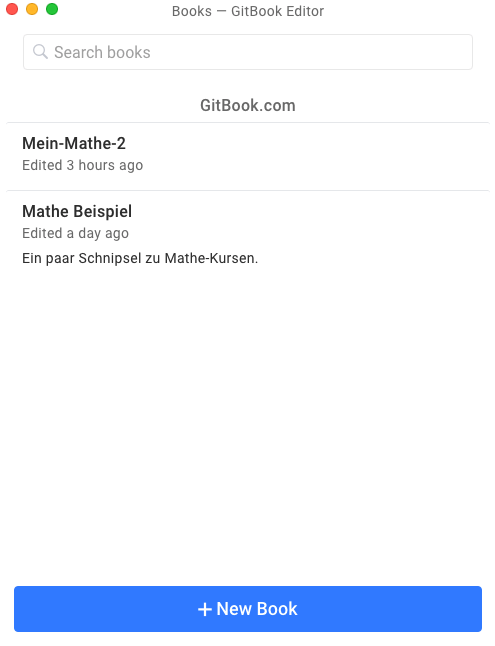 Books — GitBook Editor
Search books
GitBook.com
Mein-Mathe-2
Edited 3 hours ago
Mathe Beispiel
Edited a day ago
Ein paar Schnipsel zu Mathe-Kursen.
+ New Book